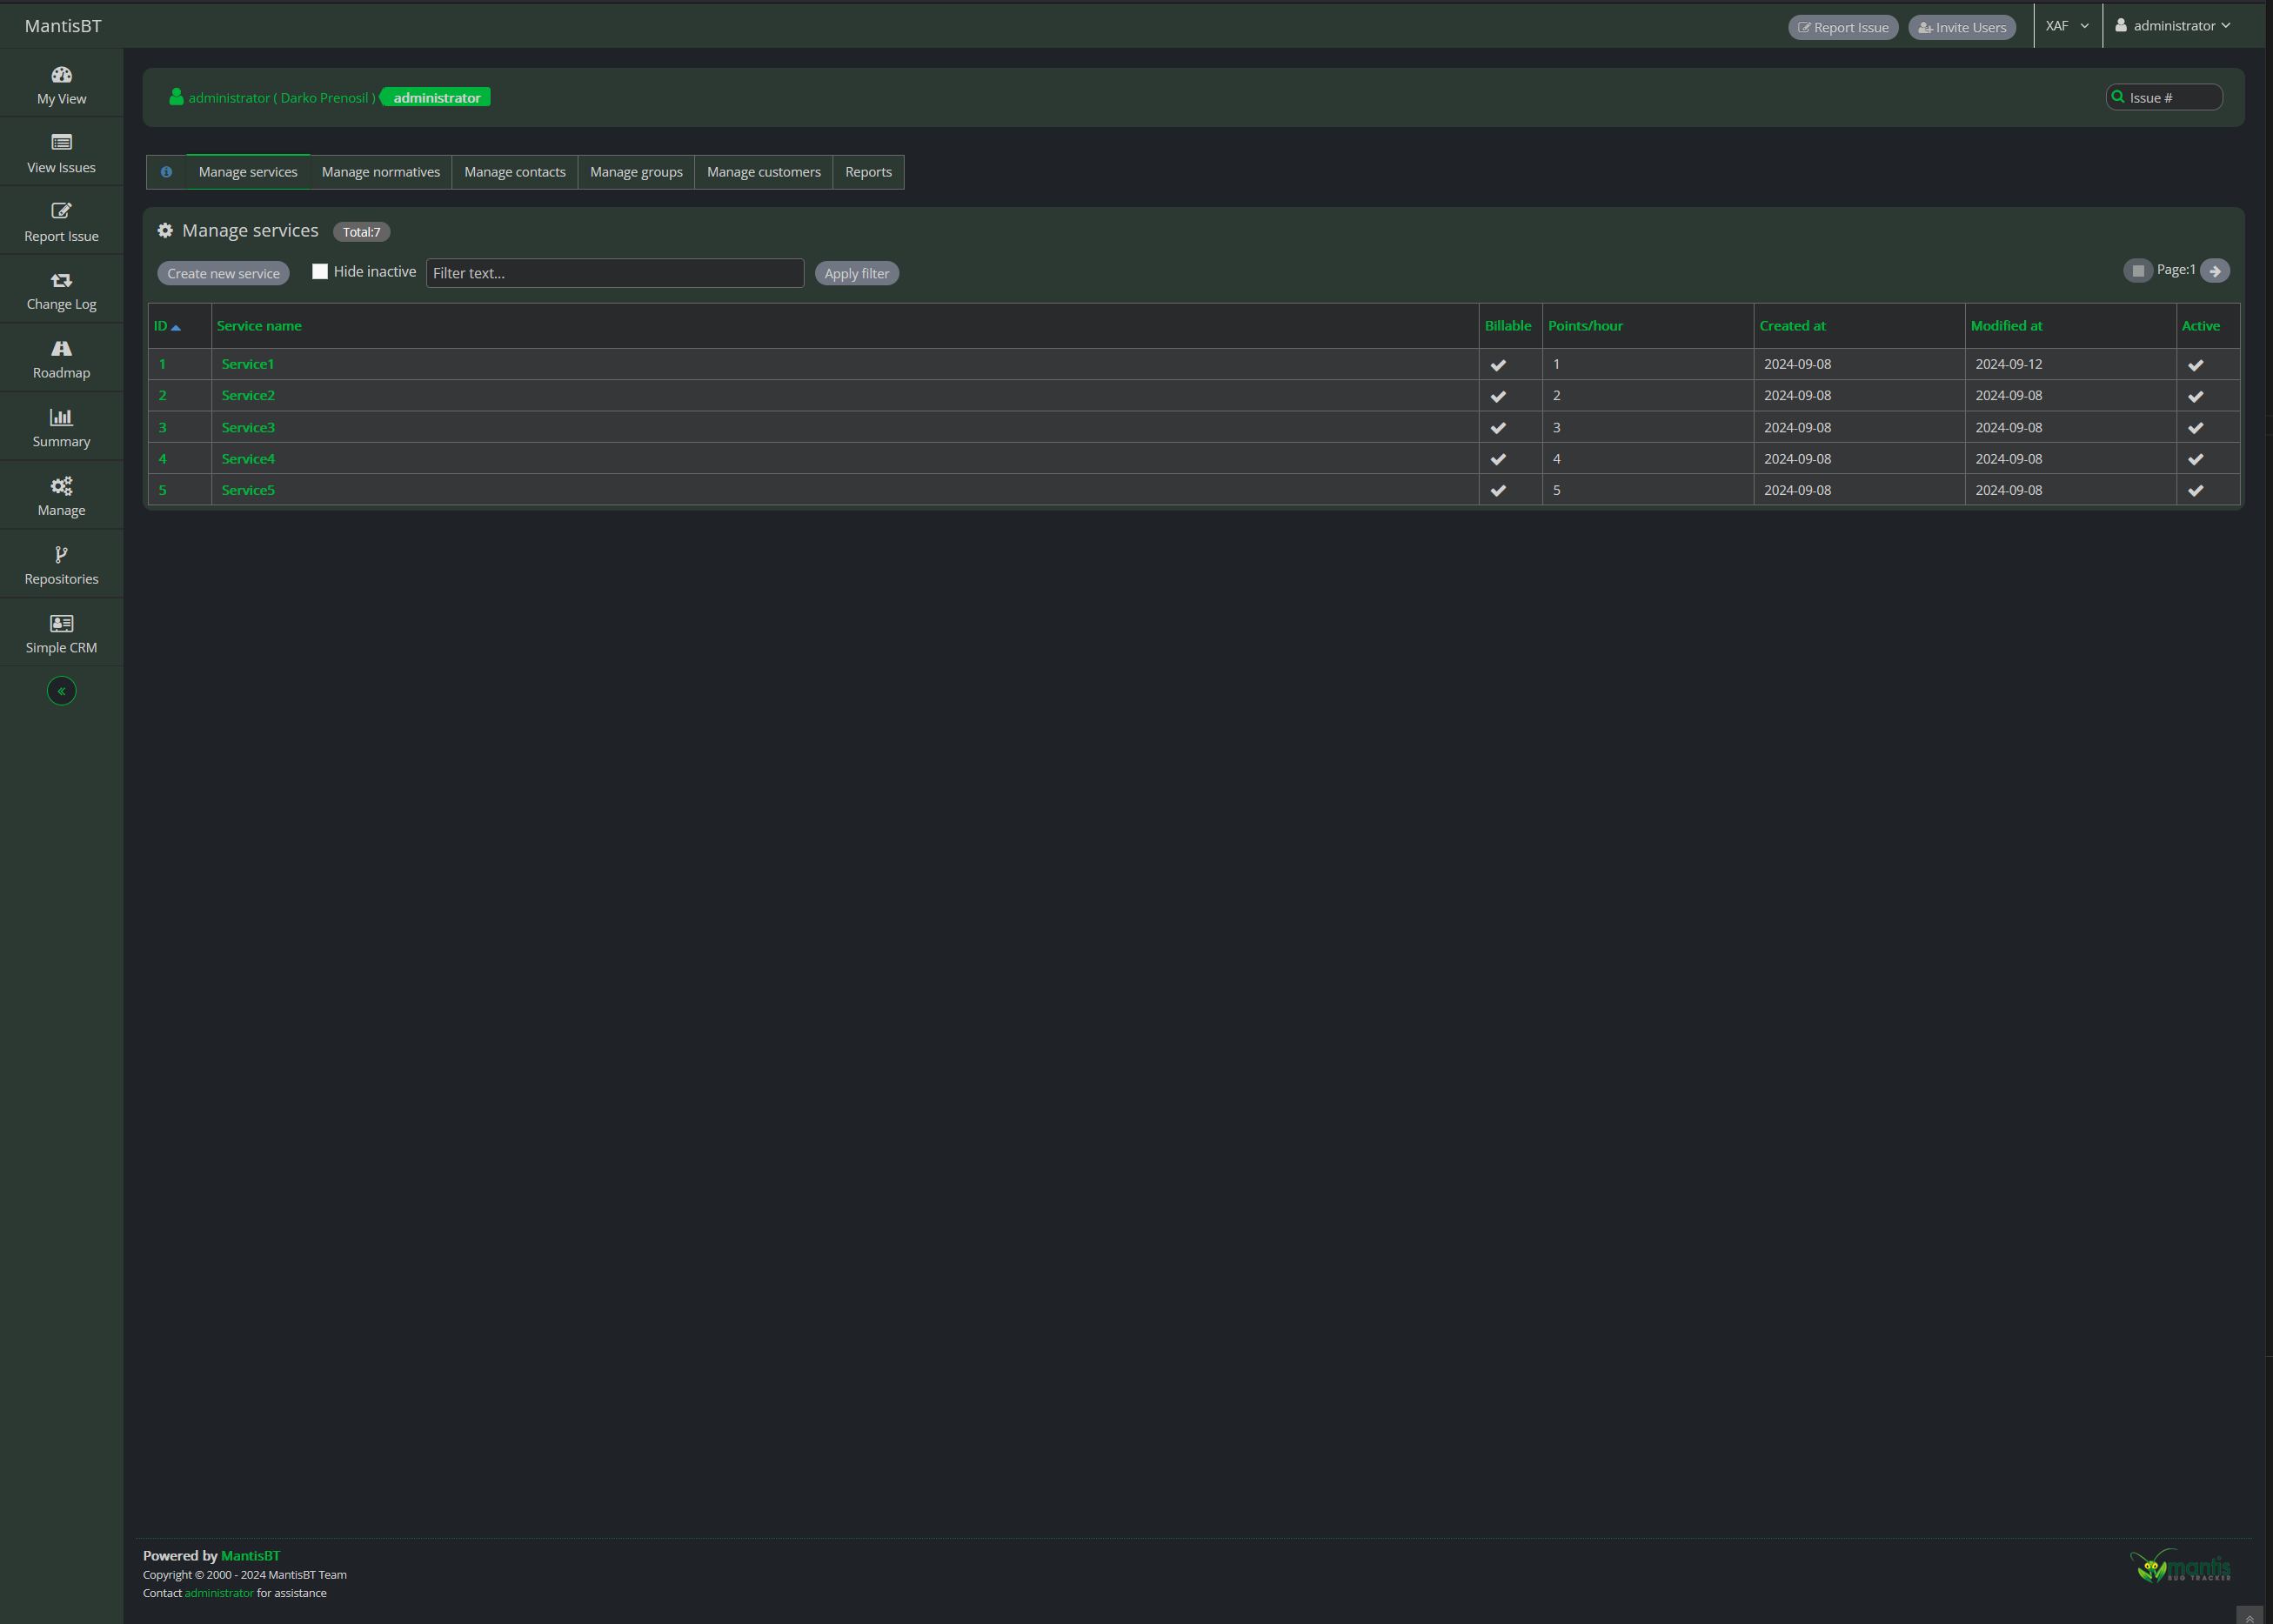 MantisBT
Report Issue
Invite Users
XAF
administrator
My View
View Issues
Report Issue
Change Log
Roadmap
Summary
Manage
Repositories
Simple CRM
administrator ( Darko Prenosil ) administrator
Issue #
Manage services Manage normatives Manage contacts Manage groups Manage customers Reports
Manage services Total:7
Create new service Hide inactive Filter text... Apply filter Page:1
ID Service name Billable Points/hour Created at Modified at Active
1 Service1 1 2024-09-08 2024-09-12
2 Service2 2 2024-09-08 2024-09-08
3 Service3 3 2024-09-08 2024-09-08
4 Service4 4 2024-09-08 2024-09-08
5 Service5 5 2024-09-08 2024-09-08
Powered by MantisBT
Copyright © 2000 - 2024 MantisBT Team
Contact administrator for assistance
mantis
BUG TRACKER